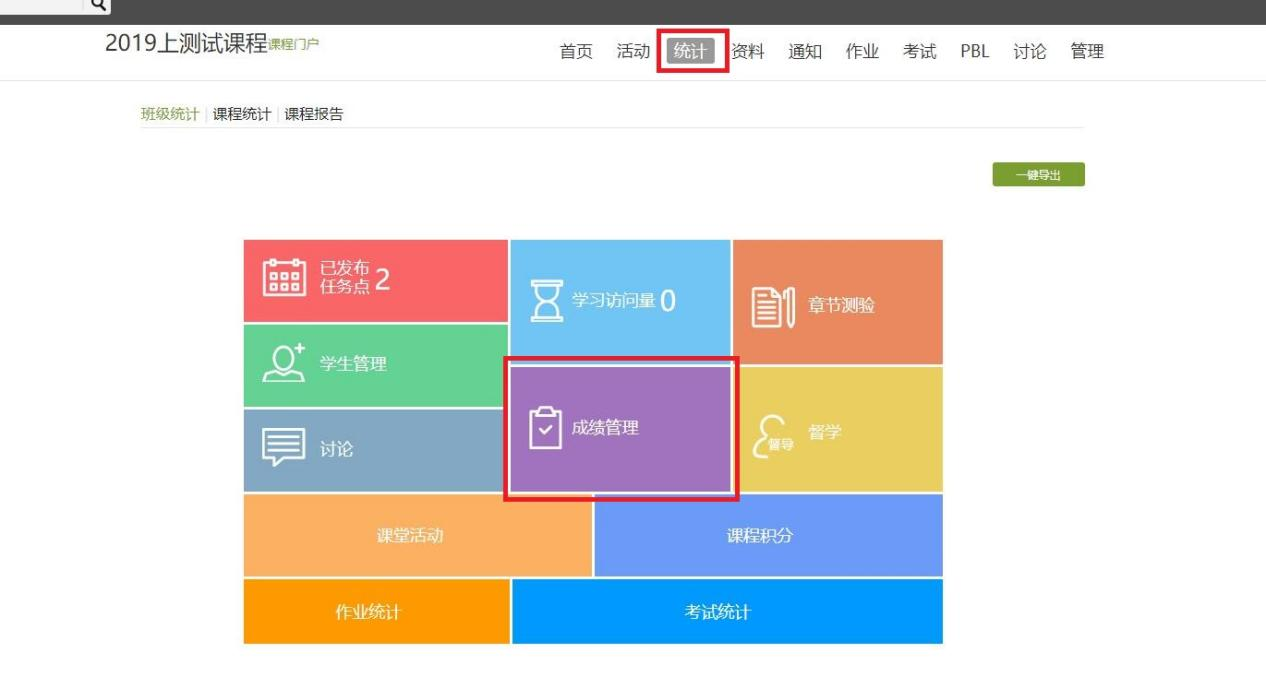 2019上测试课程课程门户
首页 活动 统计 资料 通知 作业 考试 PBL 讨论 管理
班级统计 课程统计 课程报告
一键导出
已发布
任务点 2
学习访问量 0
章节测验
学生管理
成绩管理
督导 督学
讨论
课堂活动
课程积分
作业统计
考试统计